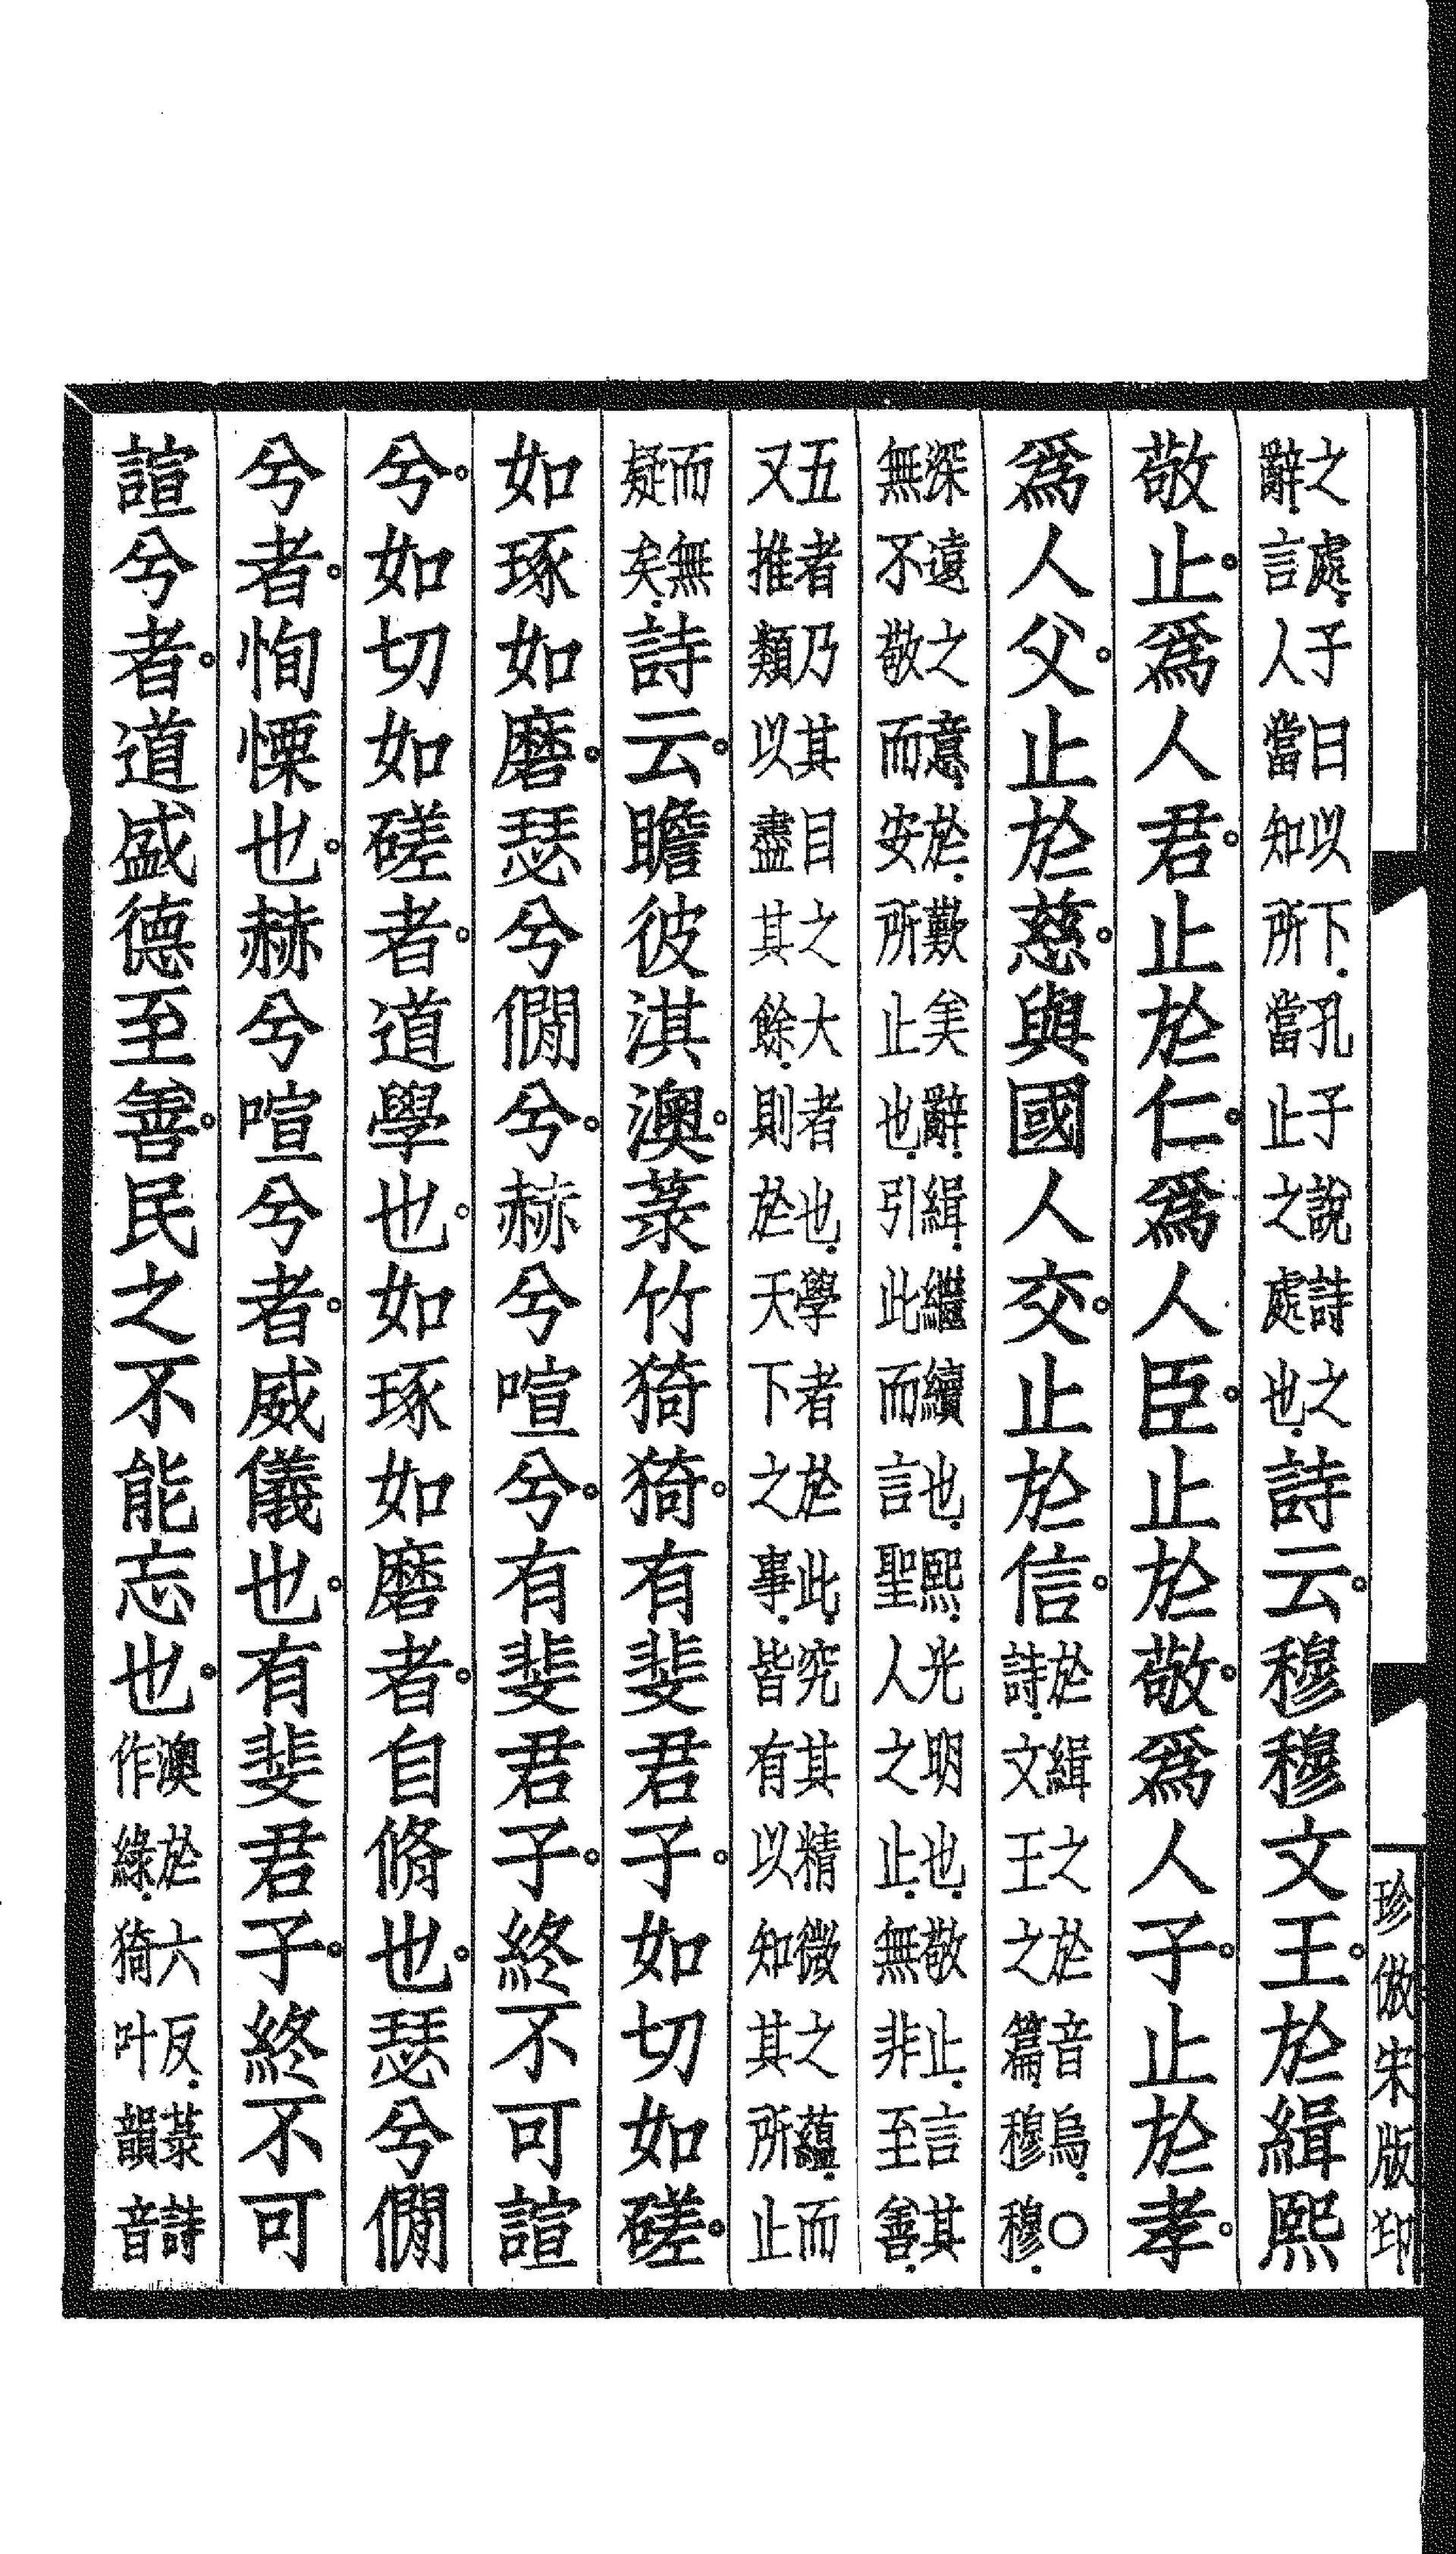 珍倣宋版印
之處。子曰以下。孔子說詩之
辭。言人當知所當止之處也。
詩云。穆穆文王。於緝熙
敬止。爲人君。止於仁。爲人臣。止於敬。爲人子。止於孝。
爲人父。止於慈。與國人交。止於信。
於緝之於音烏。○
詩。文王之篇。穆穆。
深遠之意。於。歎美辭。緝。繼續也。熙。光明也。敬止。言其
無不敬而安所止也。引此而言聖人之止。無非至善。
五者乃其目之大者也。學者於此。究其精微之蘊。而
又推類以盡其餘。則於天下之事。皆有以知其所止
而無
疑矣。
詩云。瞻彼淇澳。菉竹猗猗。有斐君子。如切如磋。
如琢如磨。瑟兮僩兮。赫兮喧兮。有斐君子。終不可諠
兮。如切如磋者。道學也。如琢如磨者。自脩也。瑟兮僩
兮者。恂慄也。赫兮喧兮者。威儀也。有斐君子。終不可
諠兮者。道盛德至善。民之不能忘也。
澳於六反。菉詩
作綠。猗叶韻音